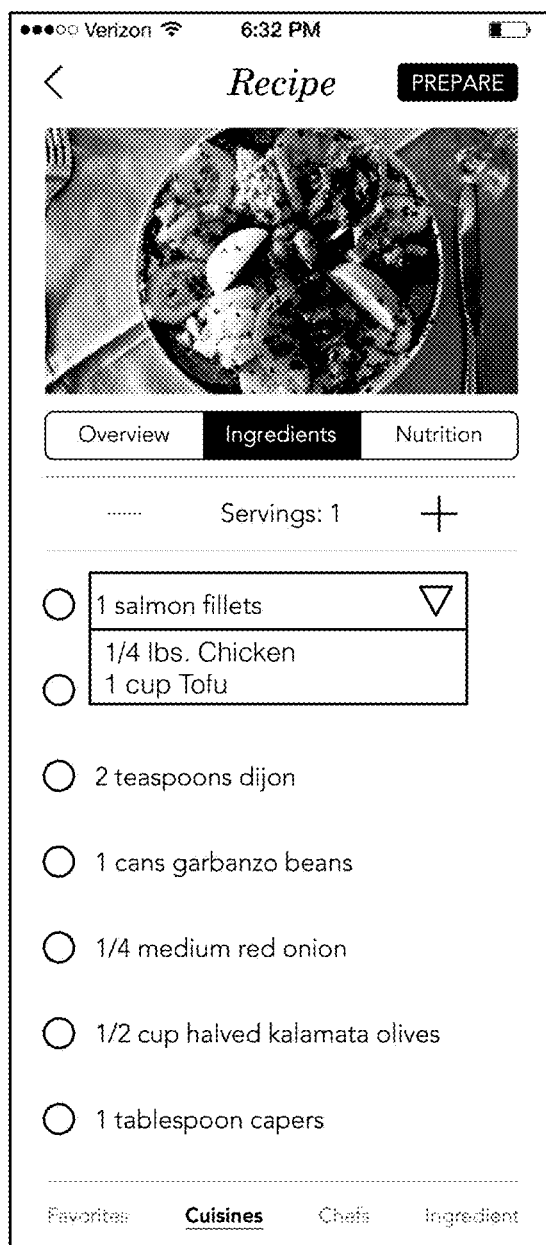 Verizon 6:32 PM
Recipe PREPARE
Overview Ingredients Nutrition
Servings: 1
1 salmon fillets
1/4 lbs. Chicken
1 cup Tofu
2 teaspoons dijon
1 cans garbanzo beans
1/4 medium red onion
1/2 cup halved kalamata olives
1 tablespoon capers
Favorites Cuisines Chefs Ingredient